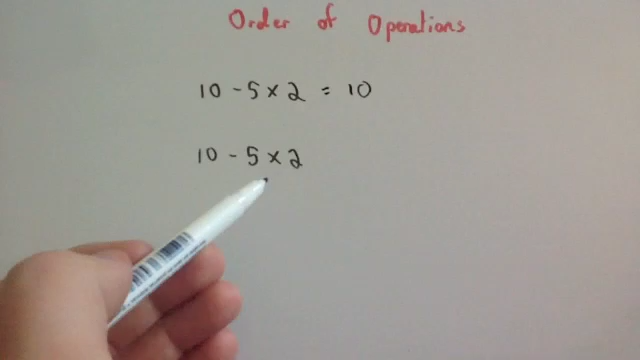 Order of Operations
10 - 5 × 2 = 10
10 - 5 × 2